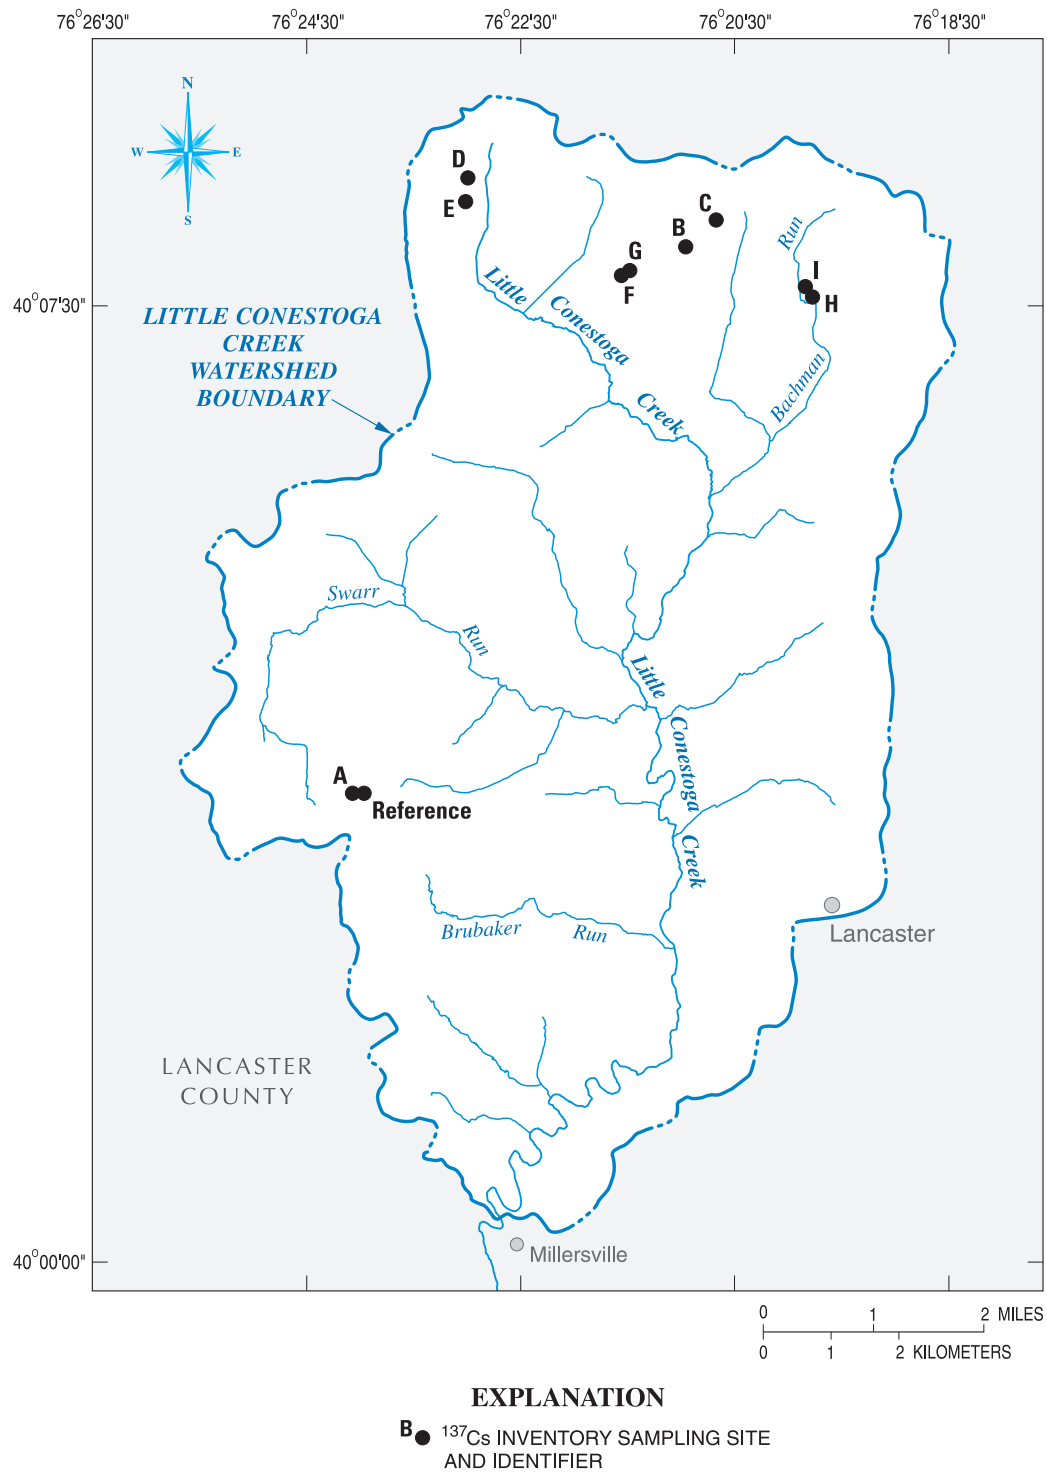 76°26'30" 76°24'30" 76°22'30" 76°20'30" 76°18'30"
N
W E
S
D
E
C
B
G
F
Run
I
H
40°07'30"
Little
Conestoga
Creek
Bachman
LITTLE CONESTOGA
CREEK
WATERSHED
BOUNDARY
Swarr
Run
Little
Conestoga
Creek
A
Reference
Brubaker Run
Lancaster
LANCASTER
COUNTY
40°00'00"
Millersville
0 1 2 MILES
0 1 2 KILOMETERS
EXPLANATION
B 137Cs INVENTORY SAMPLING SITE
AND IDENTIFIER